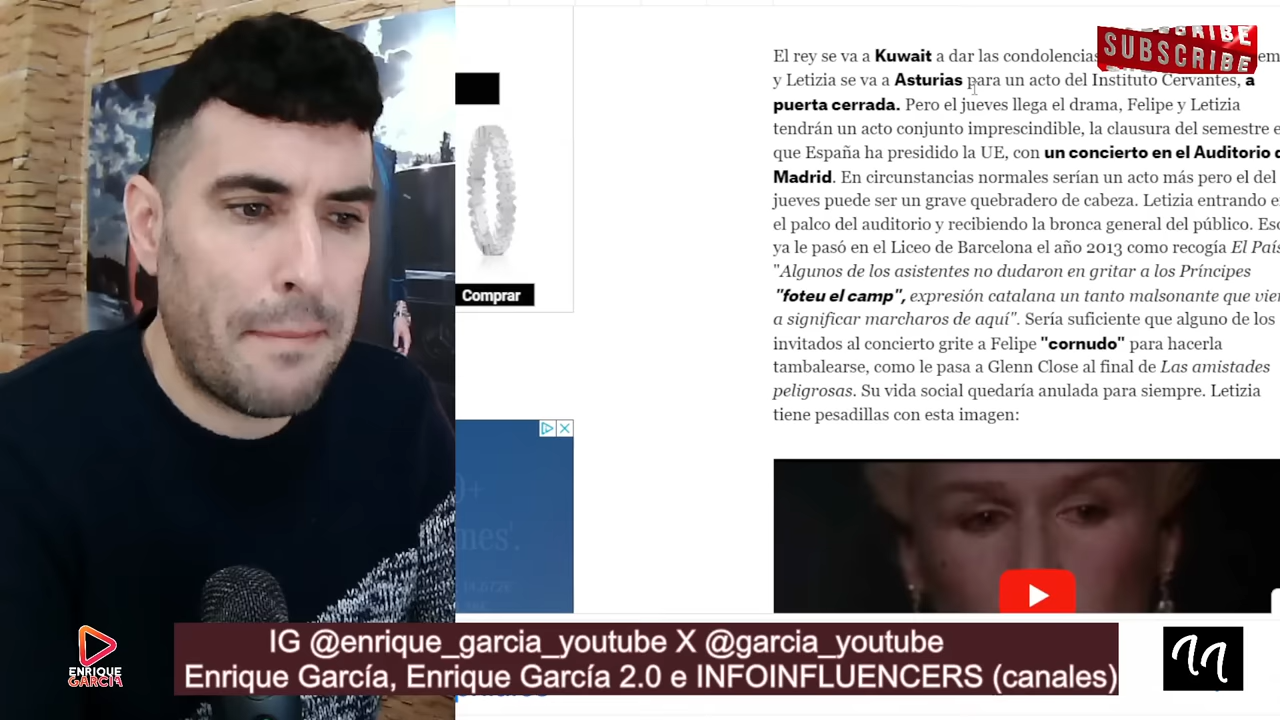 El rey se va a Kuwait a dar las condolencias
SUBSCRIBE
y Letizia se va a Asturias para un acto del Instituto Cervantes, a
puerta cerrada. Pero el jueves llega el drama, Felipe y Letizia
tendrán un acto conjunto imprescindible, la clausura del semestre e
que España ha presidido la UE, con un concierto en el Auditorio d
Madrid. En circunstancias normales serían un acto más pero el del
jueves puede ser un grave quebradero de cabeza. Letizia entrando e
el palco del auditorio y recibiendo la bronca general del público. Eso
ya le pasó en el Liceo de Barcelona el año 2013 como recogía El País
"Algunos de los asistentes no dudaron en gritar a los Príncipes
"foteu el camp", expresión catalana un tanto malsonante que vien
a significar marcharos de aquí". Sería suficiente que alguno de los
invitados al concierto grite a Felipe "cornudo" para hacerla
tambalearse, como le pasa a Glenn Close al final de Las amistades
peligrosas. Su vida social quedaría anulada para siempre. Letizia
tiene pesadillas con esta imagen:
Comprar
IG @enrique_garcia_youtube X @garcia_youtube
Enrique García, Enrique García 2.0 e INFOINFLUENCERS (canales)
ENRIQUE
GARCÍA